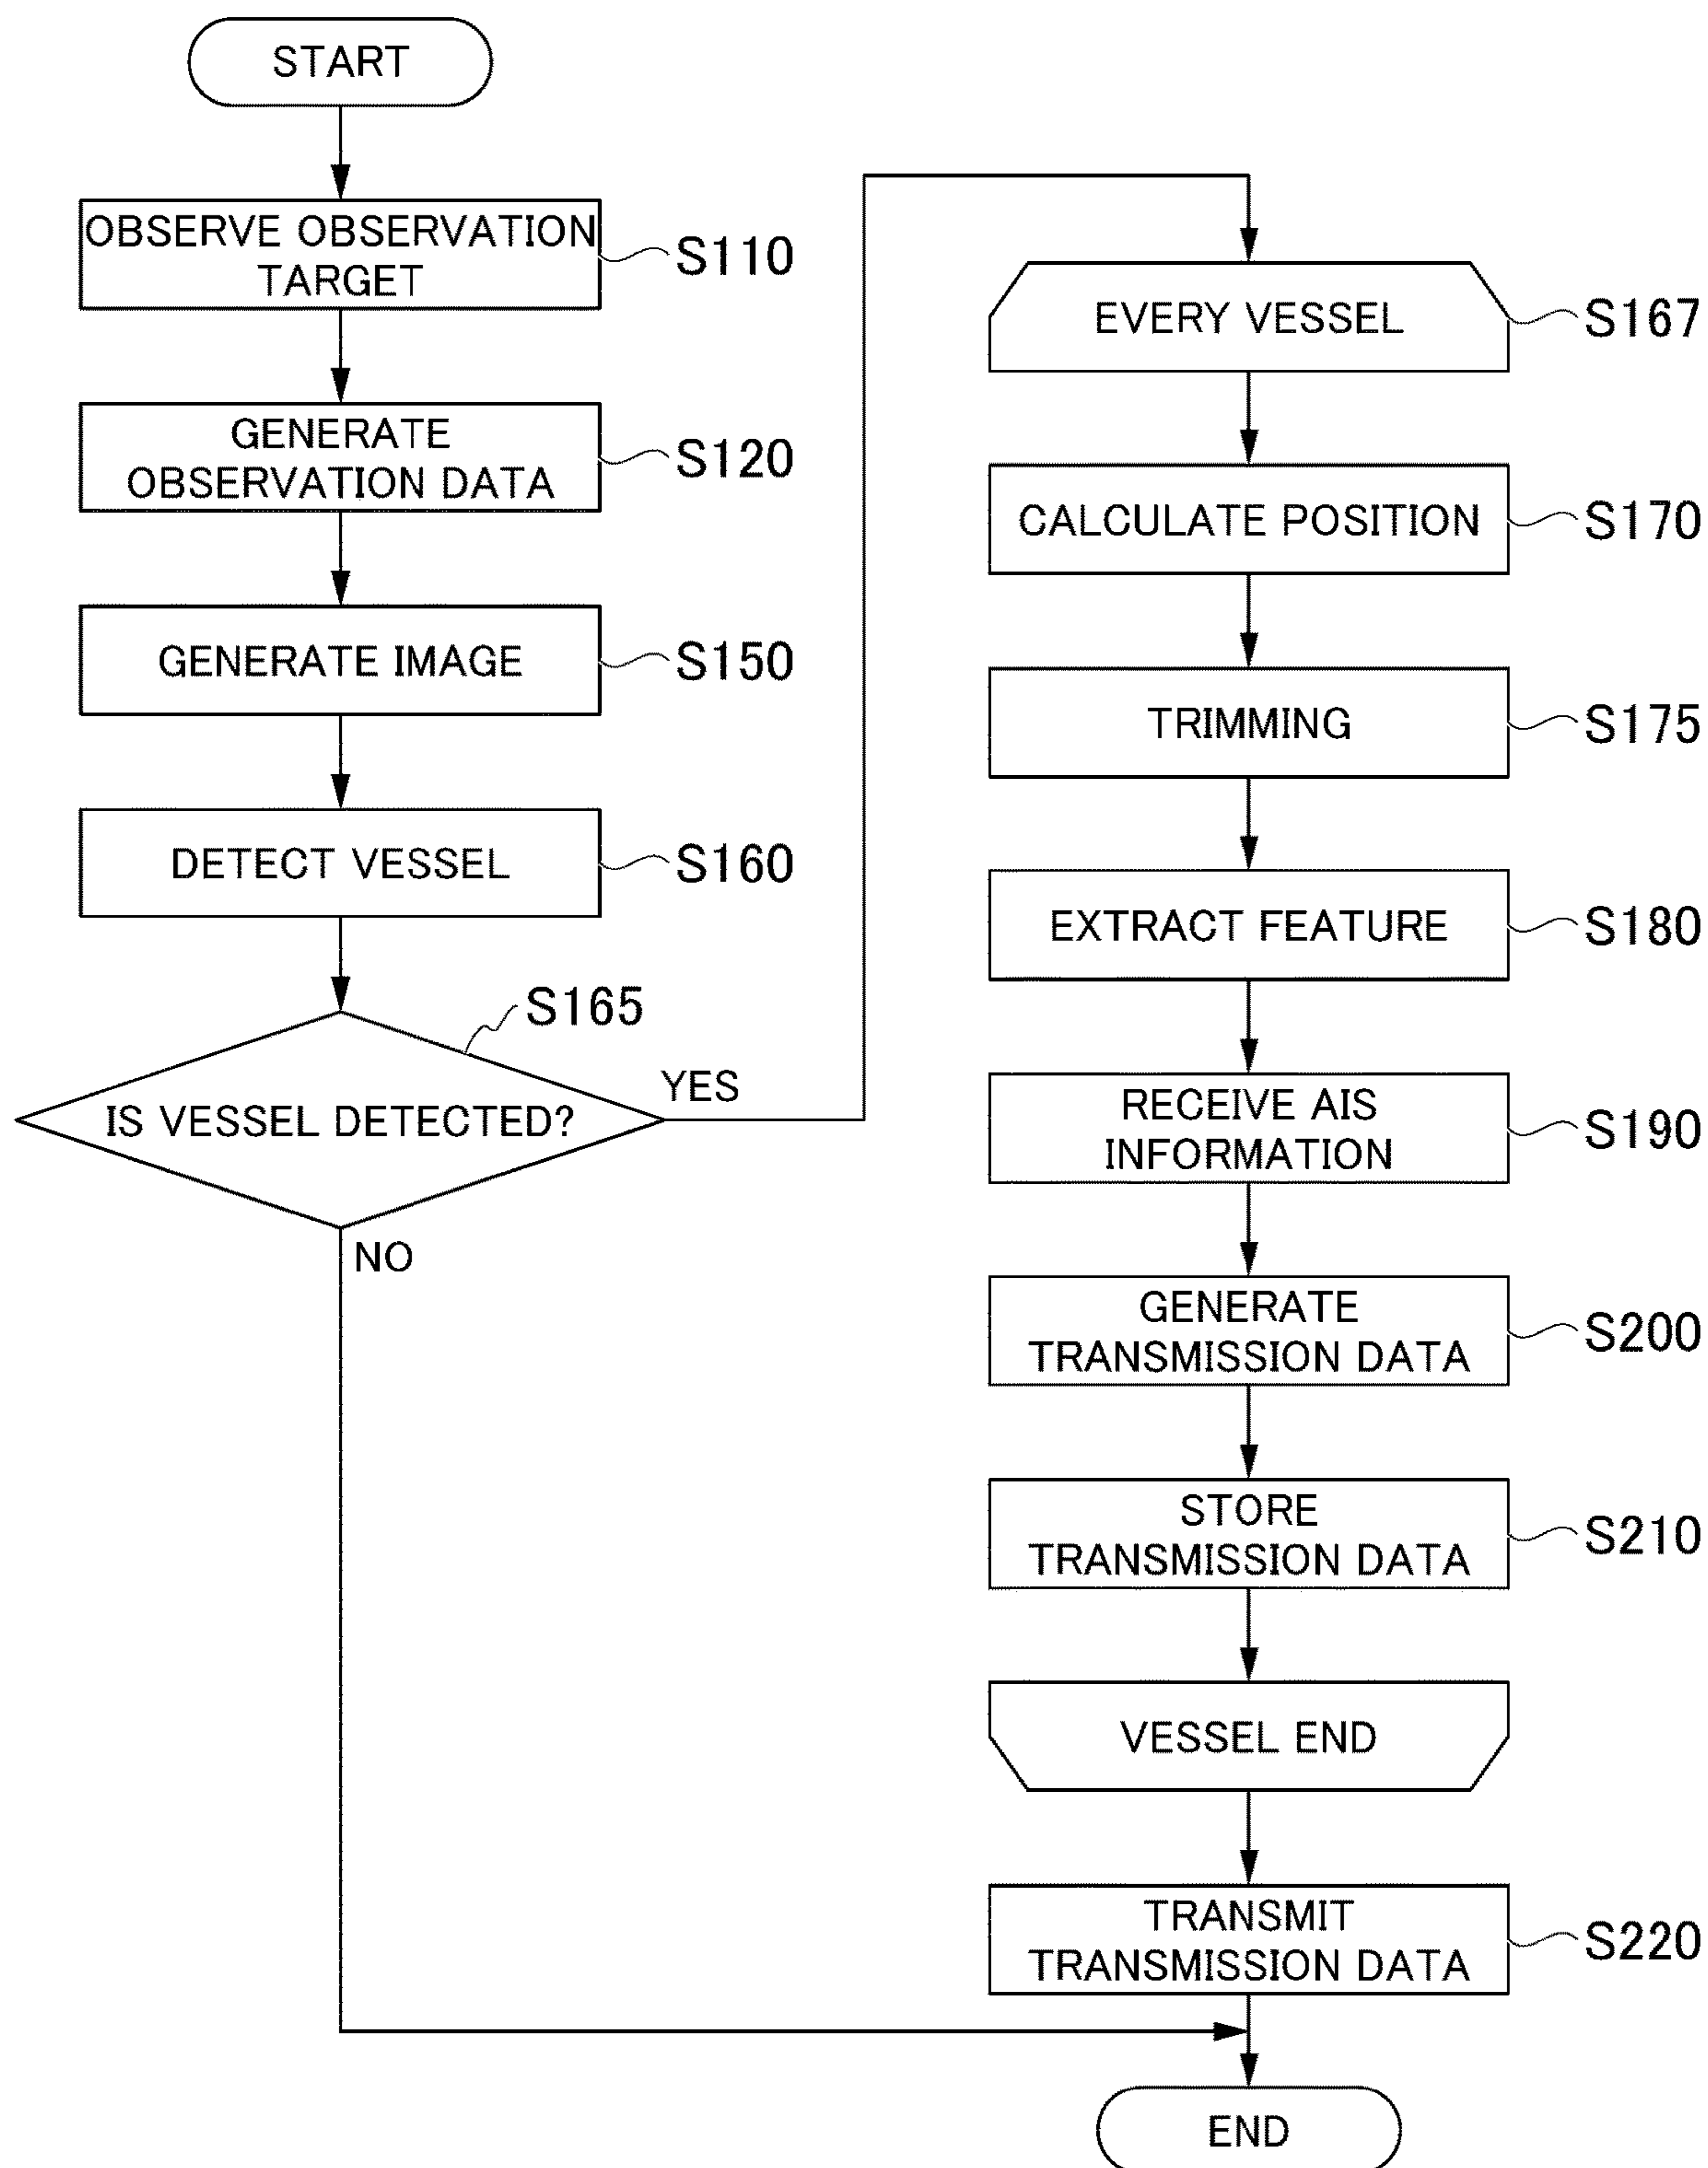 START
OBSERVE OBSERVATION
TARGET
S110
GENERATE
OBSERVATION DATA
S120
GENERATE IMAGE
S150
DETECT VESSEL
S160
S165
IS VESSEL DETECTED?
YES
NO
EVERY VESSEL
S167
CALCULATE POSITION
S170
TRIMMING
S175
EXTRACT FEATURE
S180
RECEIVE AIS
INFORMATION
S190
GENERATE
TRANSMISSION DATA
S200
STORE
TRANSMISSION DATA
S210
VESSEL END
TRANSMIT
TRANSMISSION DATA
S220
END